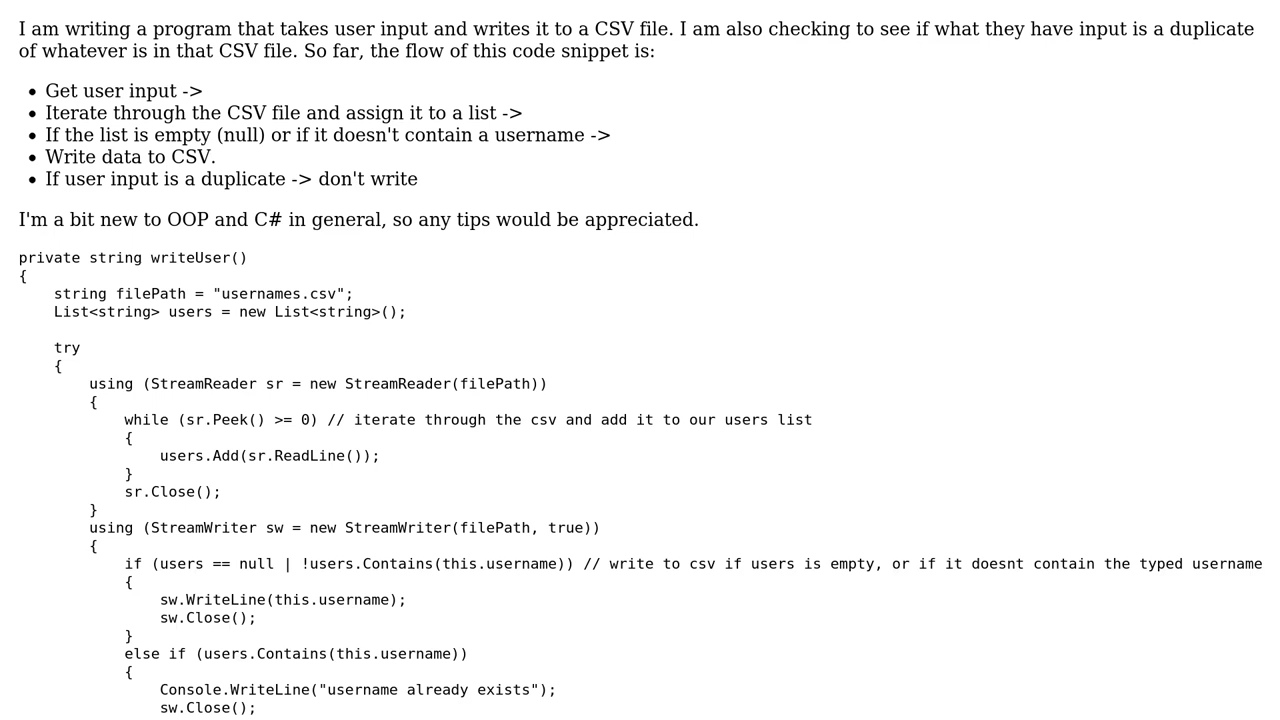 I am writing a program that takes user input and writes it to a CSV file. I am also checking to see if what they have input is a duplicate
of whatever is in that CSV file. So far, the flow of this code snippet is:
• Get user input ->
• Iterate through the CSV file and assign it to a list ->
• If the list is empty (null) or if it doesn't contain a username ->
• Write data to CSV.
• If user input is a duplicate -> don't write
I'm a bit new to OOP and C# in general, so any tips would be appreciated.
private string writeUser()
{
    string filePath = "usernames.csv";
    List<string> users = new List<string>();

    try
    {
        using (StreamReader sr = new StreamReader(filePath))
        {
            while (sr.Peek() >= 0) // iterate through the csv and add it to our users list
            {
                users.Add(sr.ReadLine());
            }
            sr.Close();
        }
        using (StreamWriter sw = new StreamWriter(filePath, true))
        {
            if (users == null | !users.Contains(this.username)) // write to csv if users is empty, or if it doesnt contain the typed username
            {
                sw.WriteLine(this.username);
                sw.Close();
            }
            else if (users.Contains(this.username))
            {
                Console.WriteLine("username already exists");
                sw.Close();